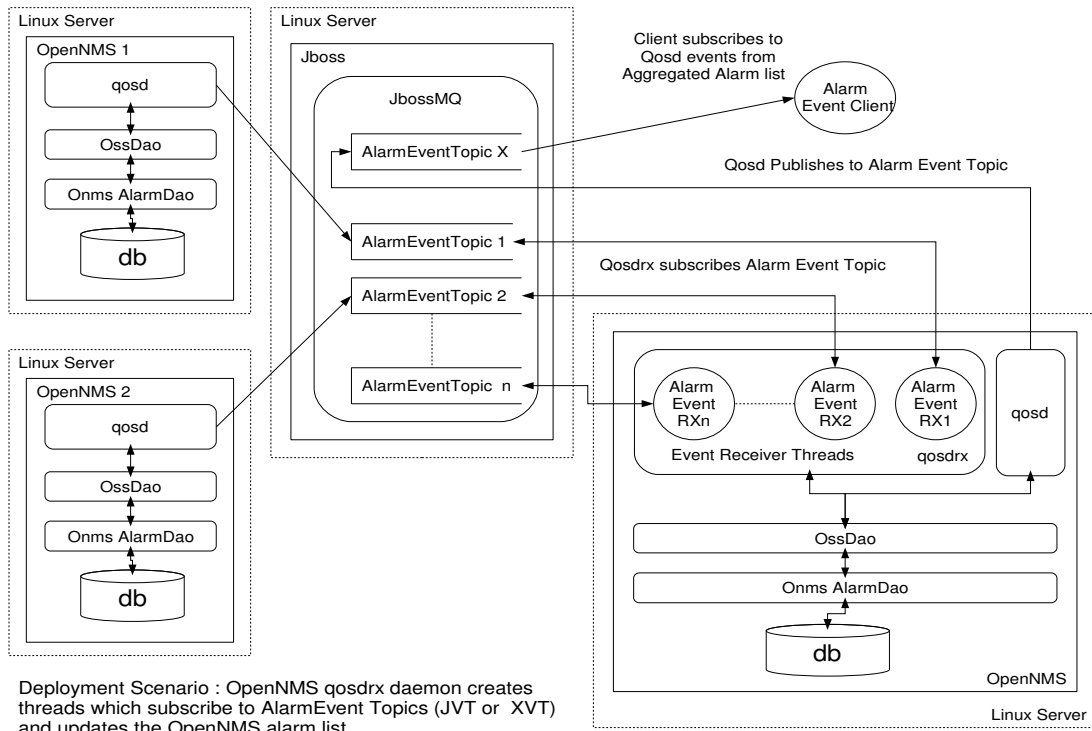 Linux Server
OpenNMS 1
qosd
OssDao
Onms AlarmDao
db
Linux Server
OpenNMS 2
qosd
OssDao
Onms AlarmDao
db
Linux Server
Jboss
JbossMQ
AlarmEventTopic X
AlarmEventTopic 1
AlarmEventTopic 2
AlarmEventTopic n
Client subscribes to
Qosd events from
Aggregated Alarm list
Alarm
Event Client
Qosd Publishes to Alarm Event Topic
Qosdrx subscribes Alarm Event Topic
Alarm
Event
RXn
Alarm
Event
RX2
Alarm
Event
RX1
Event Receiver Threads
qosdrx
qosd
OssDao
Onms AlarmDao
db
OpenNMS
Linux Server
Deployment Scenario : OpenNMS qosdrx daemon creates
threads which subscribe to AlarmEvent Topics (JVT or XVT)
and updates the OpenNMS alarm list